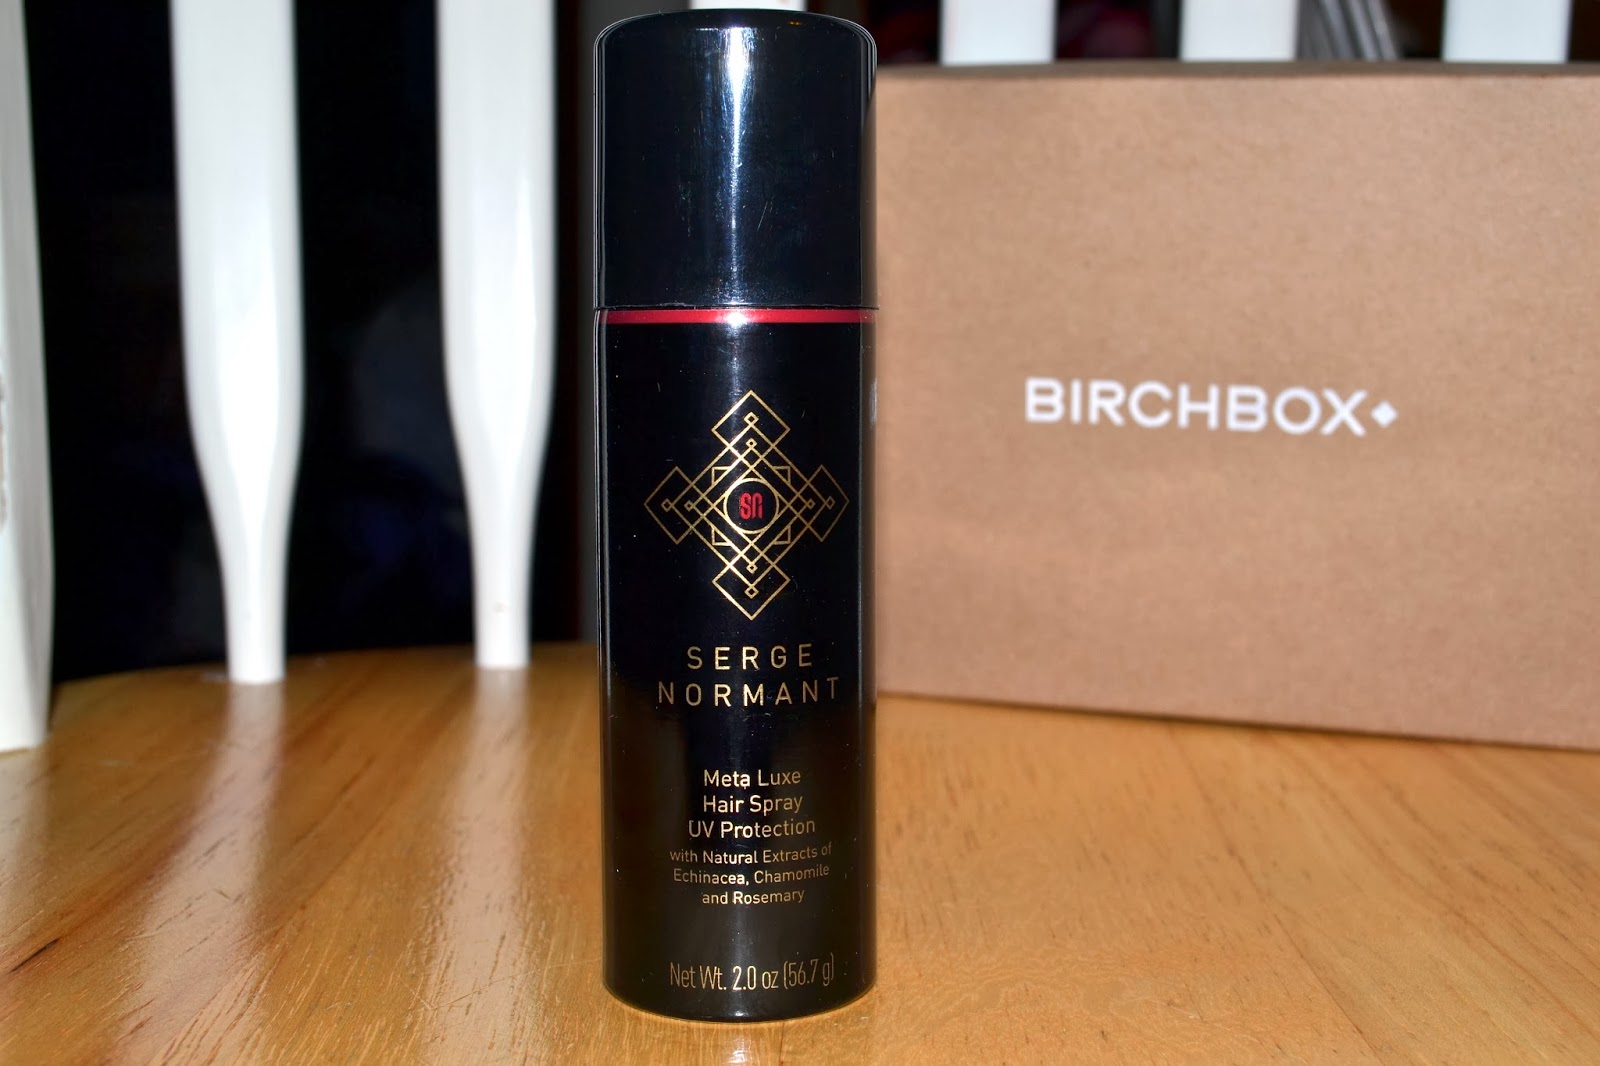 SN
SERGE
NORMANT
Meta Luxe
Hair Spray
UV Protection
with Natural Extracts of
Echinacea, Chamomile
and Rosemary
Net Wt. 2.0 oz (56.7 g)
BIRCHBOX